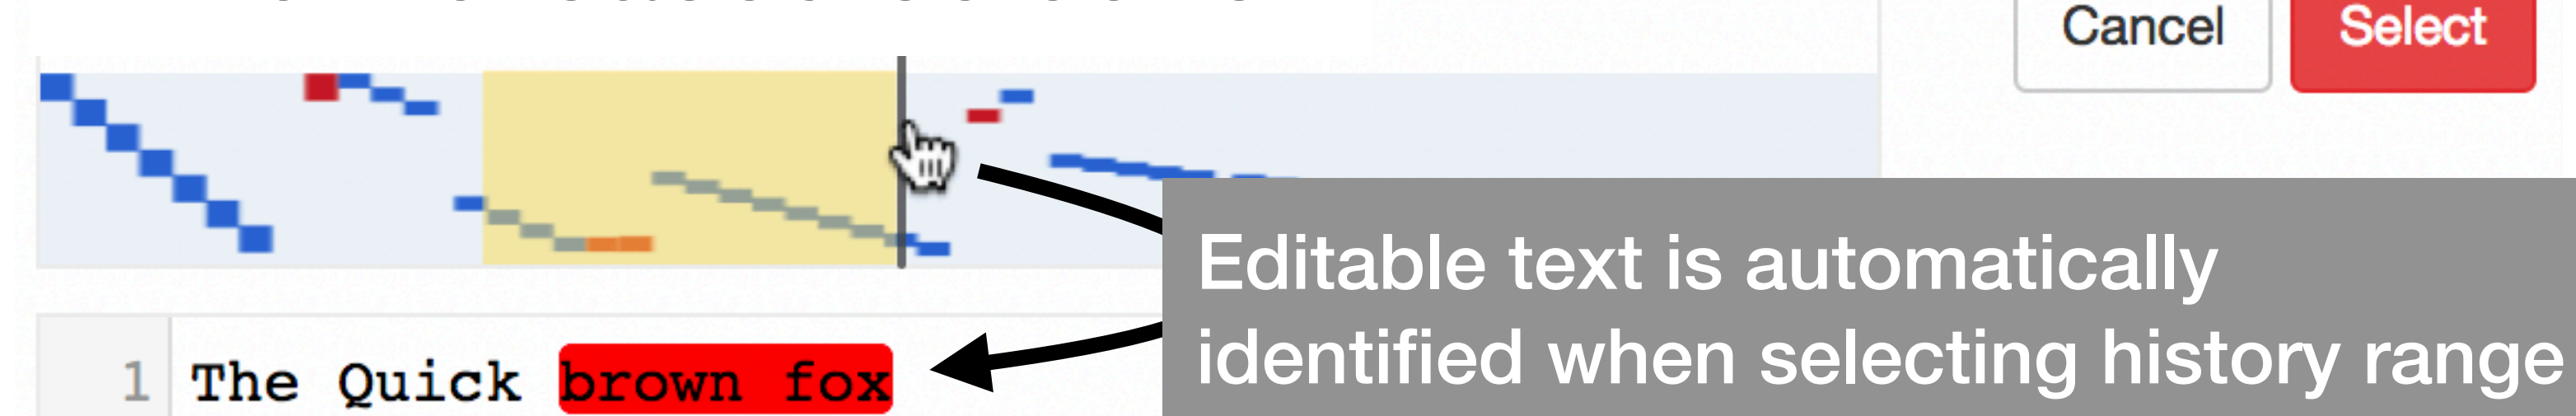 Cancel
Select
Editable text is automatically
identified when selecting history range
1 The Quick brown fox